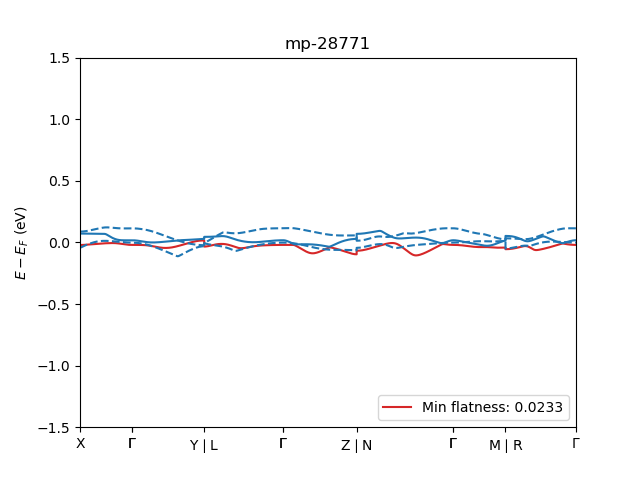 mp-28771
E − E_F (eV)
1.5
1.0
0.5
0.0
−0.5
−1.0
−1.5
Min flatness: 0.0233
X Γ Y | L Γ Z | N Γ M | R Γ